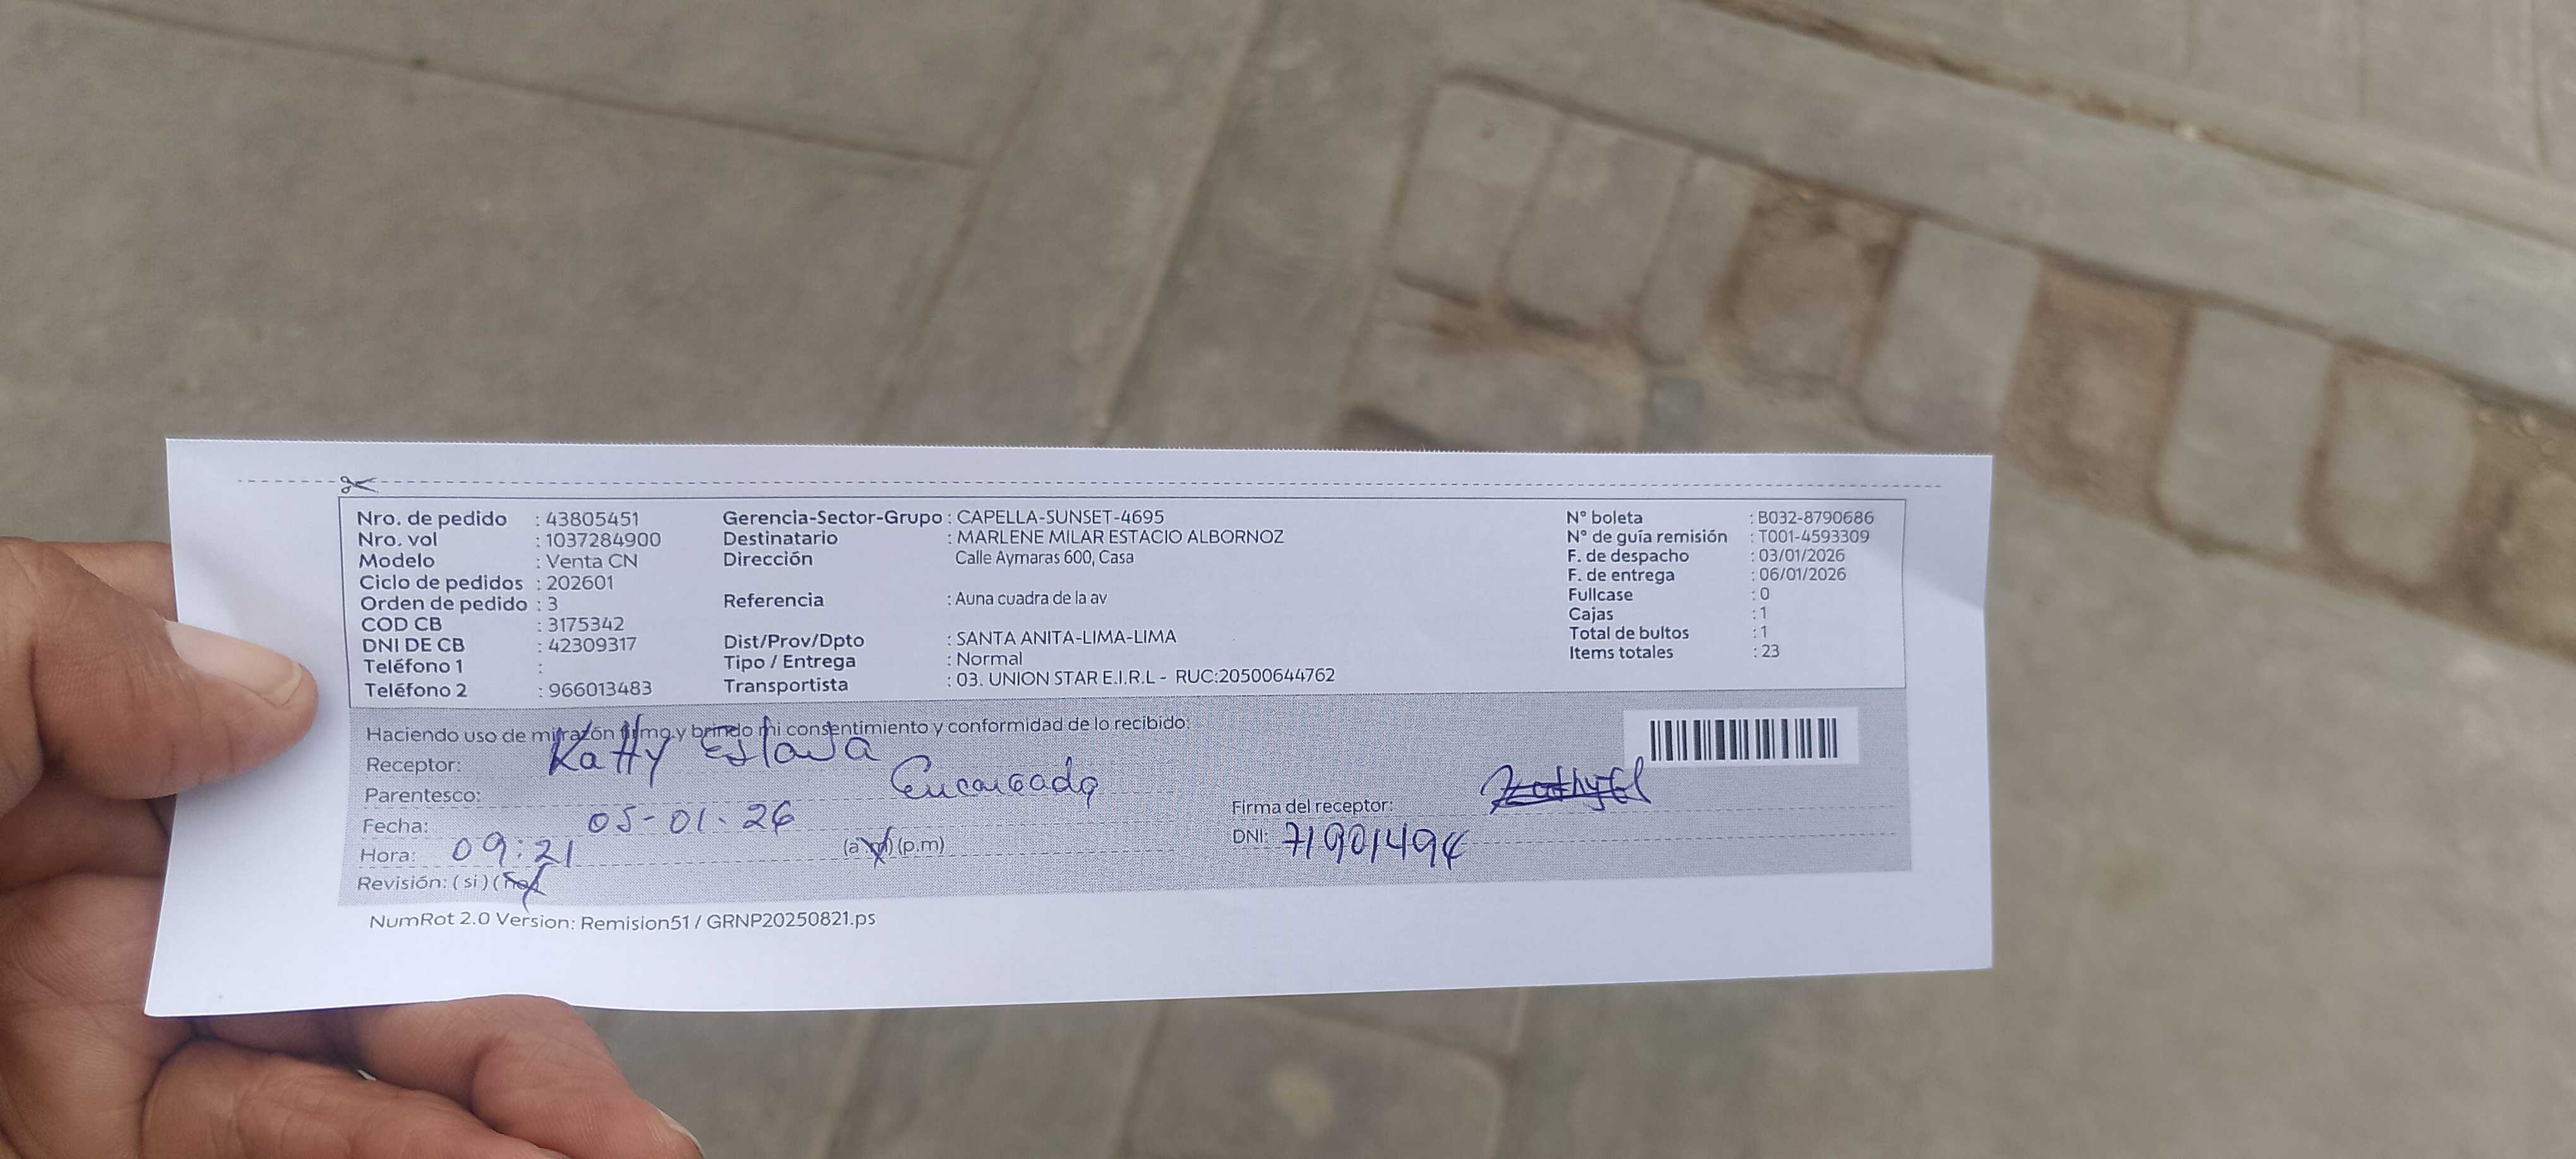 Nro. de pedido : 43805451
Nro. vol : 1037284900
Modelo : Venta CN
Ciclo de pedidos : 202601
Orden de pedido : 3
COD CB : 3175342
DNI DE CB : 42309317
Teléfono 1 :
Teléfono 2 : 966013483
Gerencia-Sector-Grupo : CAPELLA-SUNSET-4695
Destinatario : MARLENE MILAR ESTACIO ALBORNOZ
Dirección Calle Aymaras 600, Casa
Referencia : Auna cuadra de la av
Dist/Prov/Dpto : SANTA ANITA-LIMA-LIMA
Tipo / Entrega : Normal
Transportista : 03. UNION STAR E.I.R.L - RUC:20500644762
N° boleta : B032-8790686
N° de guía remisión : T001-4593309
F. de despacho : 03/01/2026
F. de entrega : 06/01/2026
Fullcase : 0
Cajas : 1
Total de bultos : 1
Items totales : 23
Haciendo uso de mi razón firmo y brindo mi consentimiento y conformidad de lo recibido:
Receptor: Katty Eslava
Parentesco: Encargada
Fecha: 05-01-26
Hora: 09:21 (a.m) (p.m)
Revisión: (si) (no)
Firma del receptor:
DNI: 71901494
NumRot 2.0 Version: Remision51 / GRNP20250821.ps